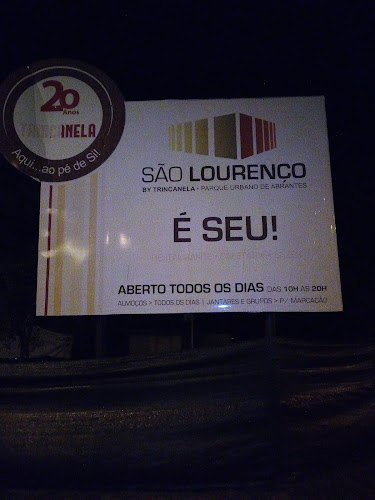 20
Anos
TRINCANELA
Aqui...ao pé de Si!
SÃO LOURENÇO
BY TRINCANELA - PARQUE URBANO DE ABRANTES
É SEU!
ABERTO TODOS OS DIAS DAS 10H ÀS 20H
ALMOÇOS > TODOS OS DIAS | JANTARES E GRUPOS > P/ MARCAÇÃO